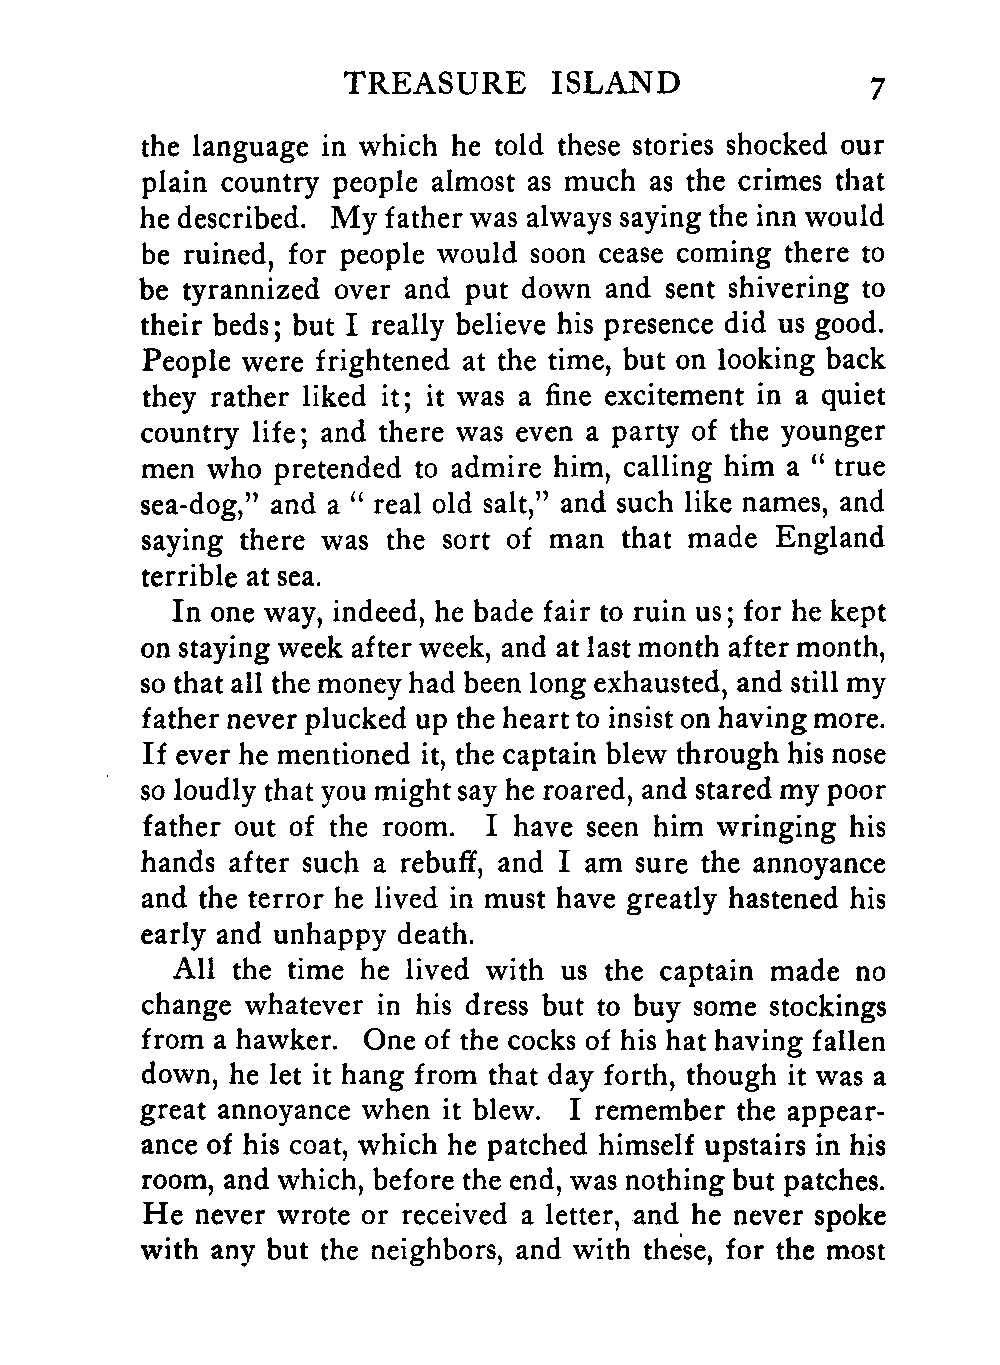 TREASURE ISLAND 7
the language in which he told these stories shocked our
plain country people almost as much as the crimes that
he described. My father was always saying the inn would
be ruined, for people would soon cease coming there to
be tyrannized over and put down and sent shivering to
their beds; but I really believe his presence did us good.
People were frightened at the time, but on looking back
they rather liked it; it was a fine excitement in a quiet
country life; and there was even a party of the younger
men who pretended to admire him, calling him a “ true
sea-dog,” and a “ real old salt,” and such like names, and
saying there was the sort of man that made England
terrible at sea.
In one way, indeed, he bade fair to ruin us; for he kept
on staying week after week, and at last month after month,
so that all the money had been long exhausted, and still my
father never plucked up the heart to insist on having more.
If ever he mentioned it, the captain blew through his nose
so loudly that you might say he roared, and stared my poor
father out of the room. I have seen him wringing his
hands after such a rebuff, and I am sure the annoyance
and the terror he lived in must have greatly hastened his
early and unhappy death.
All the time he lived with us the captain made no
change whatever in his dress but to buy some stockings
from a hawker. One of the cocks of his hat having fallen
down, he let it hang from that day forth, though it was a
great annoyance when it blew. I remember the appear-
ance of his coat, which he patched himself upstairs in his
room, and which, before the end, was nothing but patches.
He never wrote or received a letter, and he never spoke
with any but the neighbors, and with these, for the most